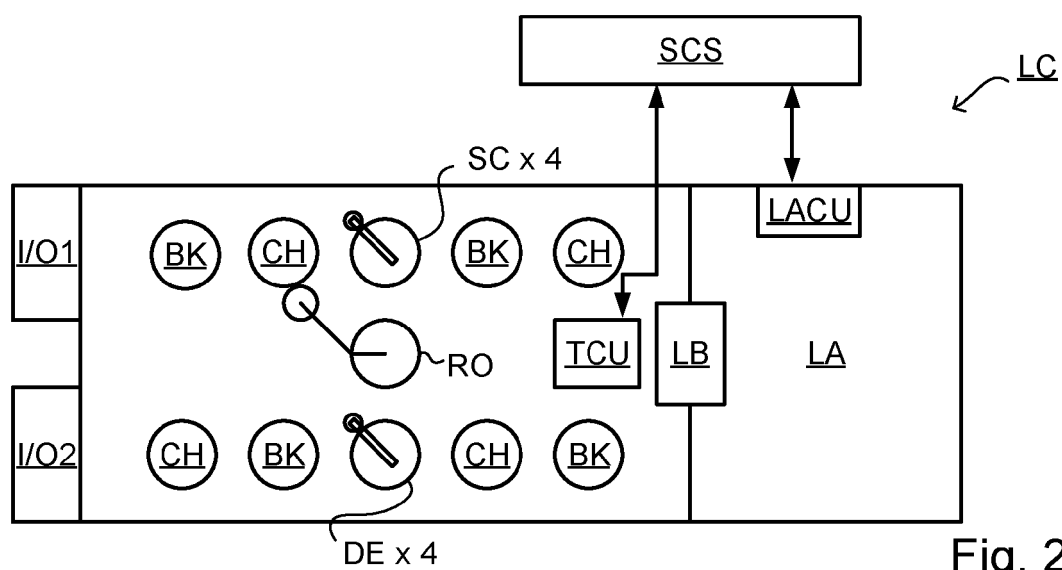 SCS
LC
SC x 4
LACU
I/O1
BK
CH
BK
CH
TCU
LB
LA
RO
I/O2
CH
BK
CH
BK
DE x 4
Fig. 2